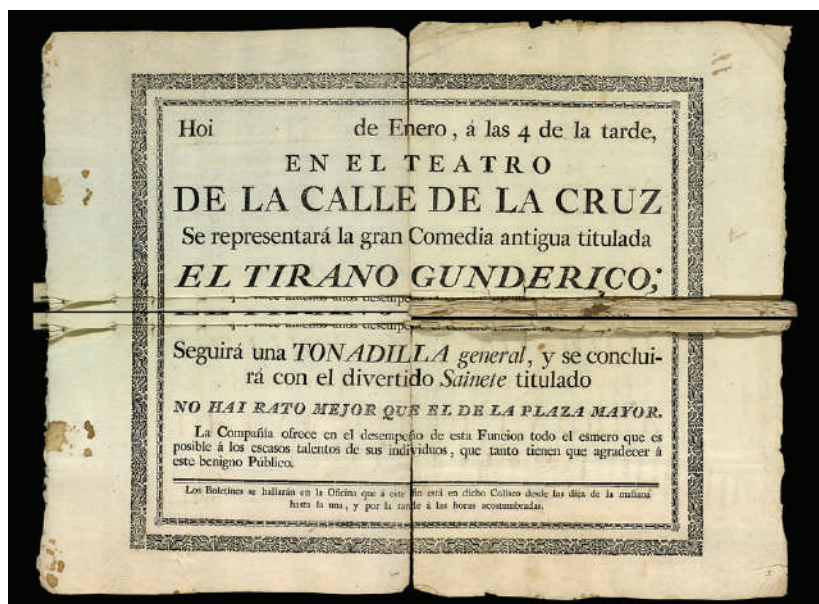 Hoi de Enero, á las 4 de la tarde,
EN EL TEATRO
DE LA CALLE DE LA CRUZ
Se representará la gran Comedia antigua titulada
EL TIRANO GUNDERICO;
Seguirá una TONADILLA general, y se conclui-
rá con el divertido Sainete titulado
NO HAI RATO MEJOR QUE EL DE LA PLAZA MAYOR.
La Compañía ofrece en el desempeño de esta Funcion todo el esmero que es
posible á los escasos talentos de sus individuos, que tanto tienen que agradecer á
este benigno Público.
Los Boletines se hallarán en la Oficina que á este fin está en dicho Coliseo desde las diez de la mañana
hasta la una, y por la tarde á las horas acostumbradas.